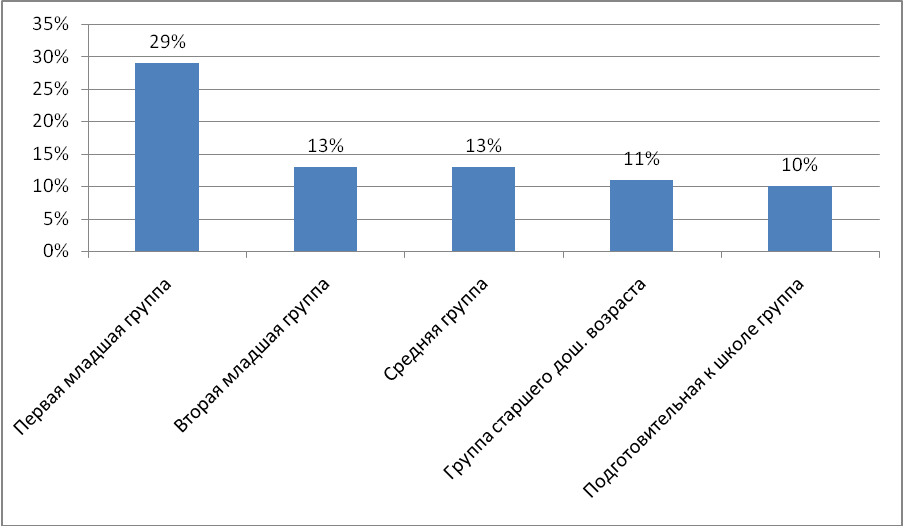 35%
30%
25%
20%
15%
10%
5%
0%
29%
13%
13%
11%
10%
Первая младшая группа
Вторая младшая группа
Средняя группа
Группа старшего дош. возраста
Подготовительная к школе группа